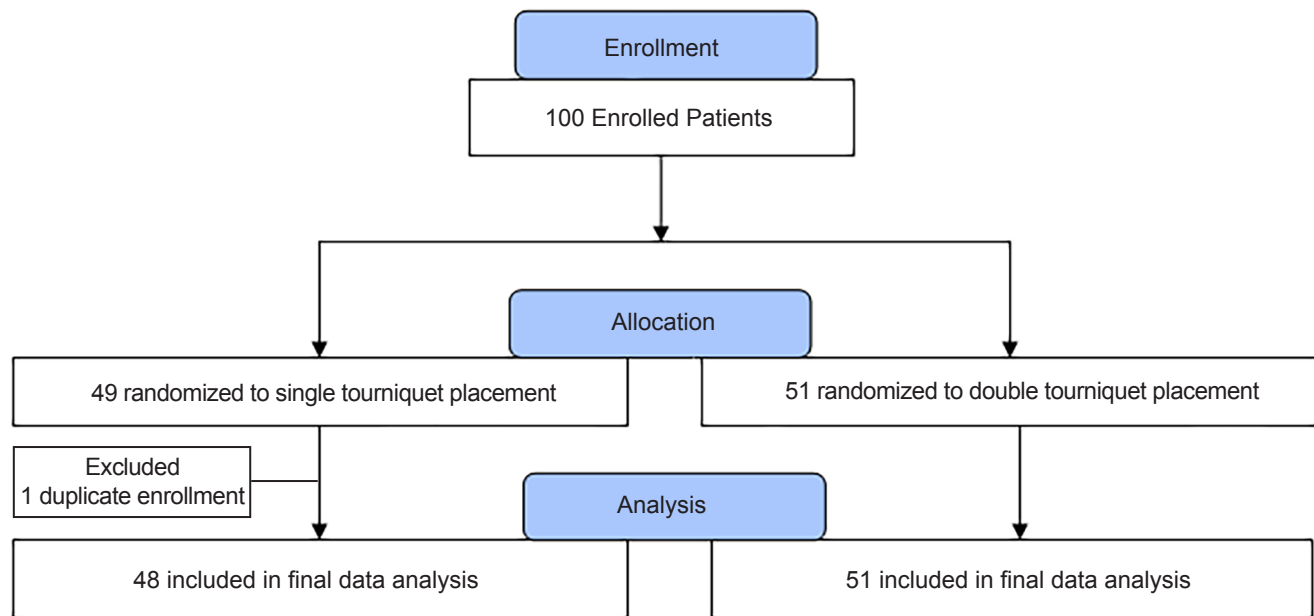 Enrollment
100 Enrolled Patients
Allocation
49 randomized to single tourniquet placement
51 randomized to double tourniquet placement
Excluded
1 duplicate enrollment
Analysis
48 included in final data analysis
51 included in final data analysis